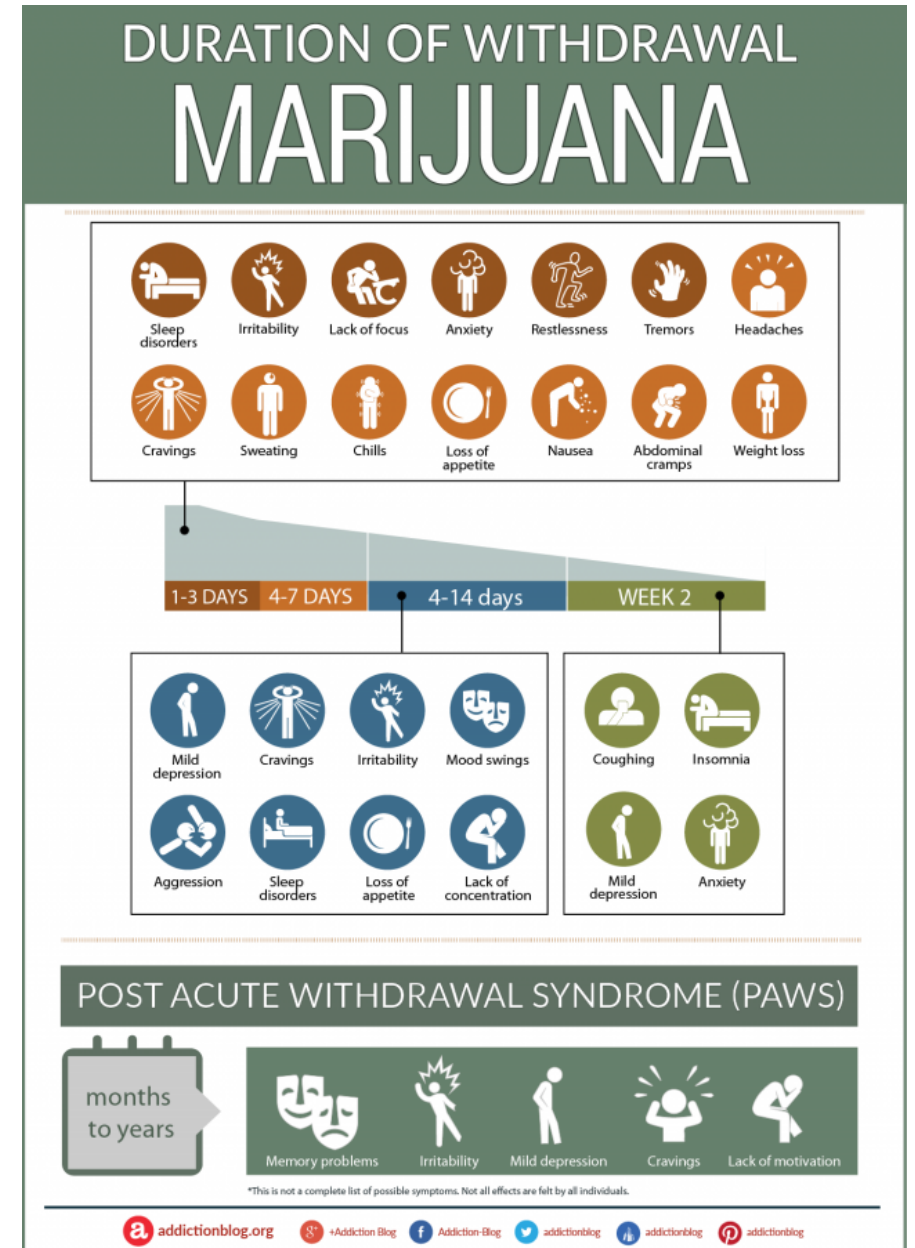 DURATION OF WITHDRAWAL
MARIJUANA
Sleep
disorders
Irritability
Lack of focus
Anxiety
Restlessness
Tremors
Headaches
Cravings
Sweating
Chills
Loss of
appetite
Nausea
Abdominal
cramps
Weight loss
1-3 DAYS
4-7 DAYS
4-14 days
WEEK 2
Mild
depression
Cravings
Irritability
Mood swings
Aggression
Sleep
disorders
Loss of
appetite
Lack of
concentration
Coughing
Insomnia
Mild
depression
Anxiety
POST ACUTE WITHDRAWAL SYNDROME (PAWS)
months
to years
Memory problems
Irritability
Mild depression
Cravings
Lack of motivation
*This is not a complete list of possible symptoms. Not all effects are felt by all individuals.
a addictionblog.org
g+ +Addiction Blog
f Addiction-Blog
addictionblog
addictionblog
addictionblog